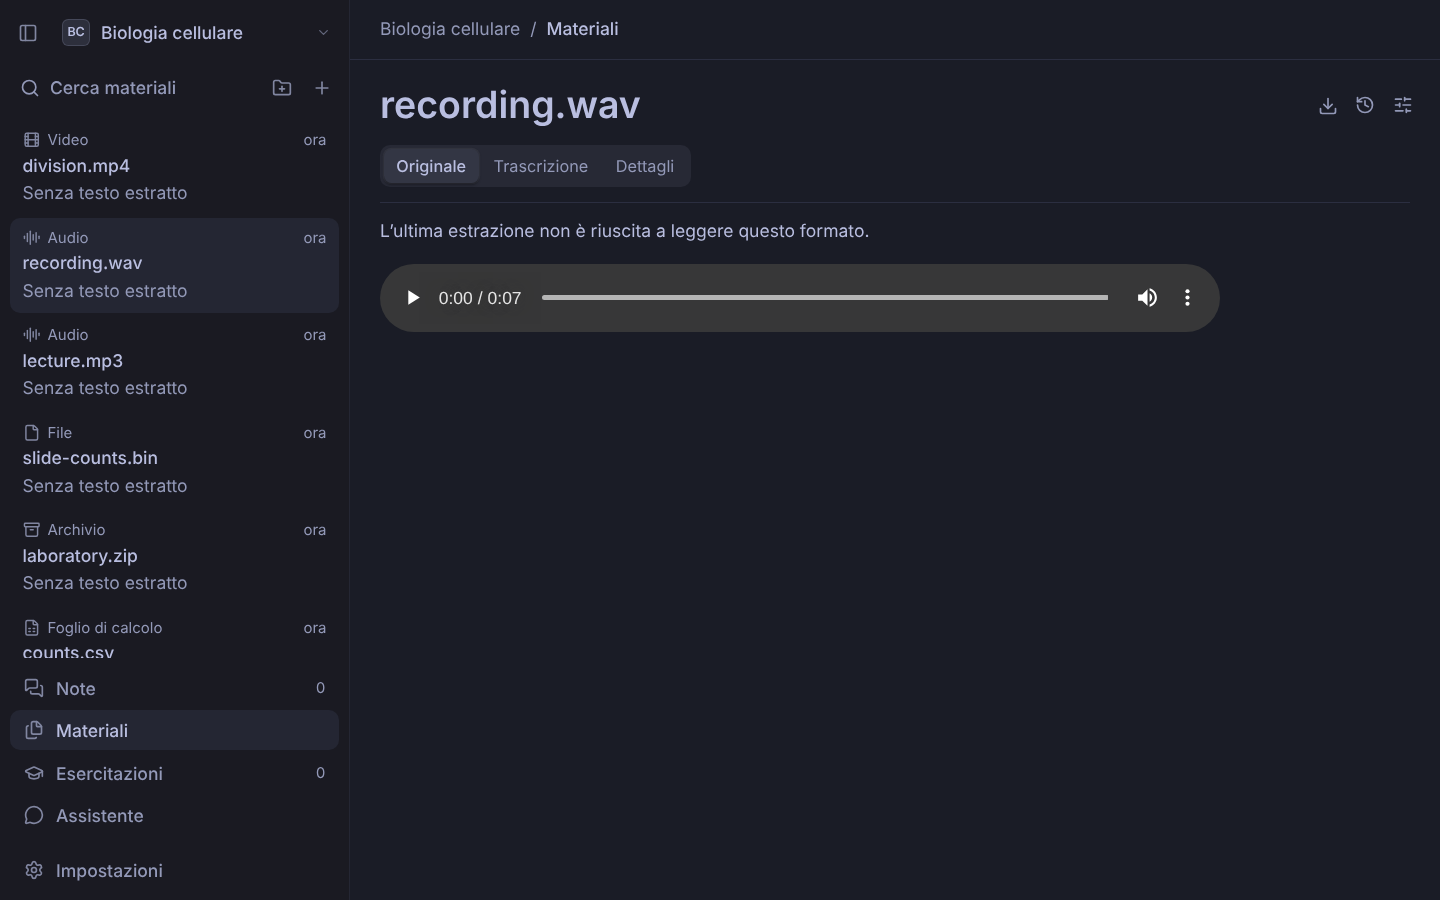 BC Biologia cellulare
Cerca materiali
Video ora
division.mp4
Senza testo estratto
Audio ora
recording.wav
Senza testo estratto
Audio ora
lecture.mp3
Senza testo estratto
File ora
slide-counts.bin
Senza testo estratto
Archivio ora
laboratory.zip
Senza testo estratto
Foglio di calcolo ora
counts.csv
Note 0
Materiali
Esercitazioni 0
Assistente
Impostazioni
Biologia cellulare / Materiali
recording.wav
Originale Trascrizione Dettagli
L’ultima estrazione non è riuscita a leggere questo formato.
0:00 / 0:07